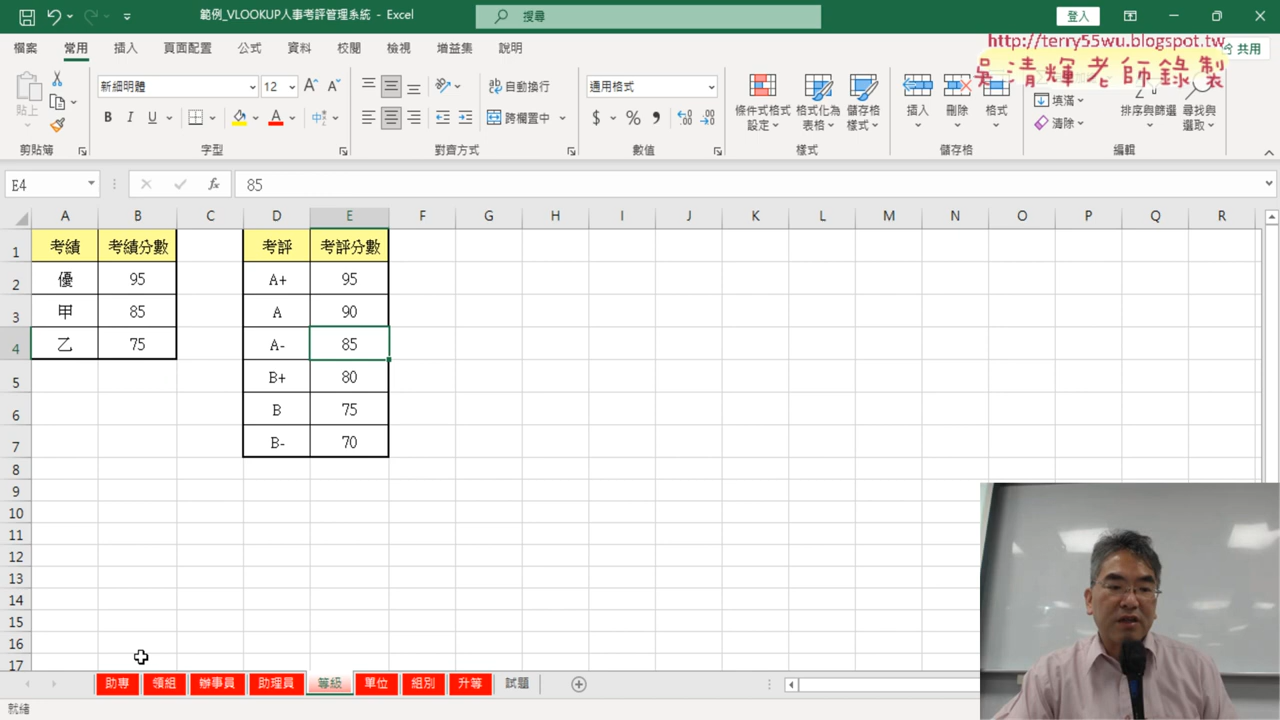 範例_VLOOKUP人事考評管理系統 - Excel
搜尋
登入
檔案 常用 插入 頁面配置 公式 資料 校閱 檢視 增益集 說明
共用
http://terry55wu.blogspot.tw
吳清輝老師錄製
貼上
新細明體 12
B I U
自動換行
跨欄置中
通用格式
$ %
條件式格式設定
格式化為表格
儲存格樣式
插入 刪除 格式
填滿
清除
排序與篩選
尋找與選取
剪貼簿 字型 對齊方式 數值 樣式 儲存格 編輯
E4 fx 85
A B C D E F G H I J K L M N O P Q R
1 考績 考績分數 考評 考評分數
2 優 95 A+ 95
3 甲 85 A 90
4 乙 75 A- 85
5 B+ 80
6 B 75
7 B- 70
8
9
10
11
12
13
14
15
16
17
助專 領組 辦事員 助理員 等級 單位 組別 升等 試題
就緒